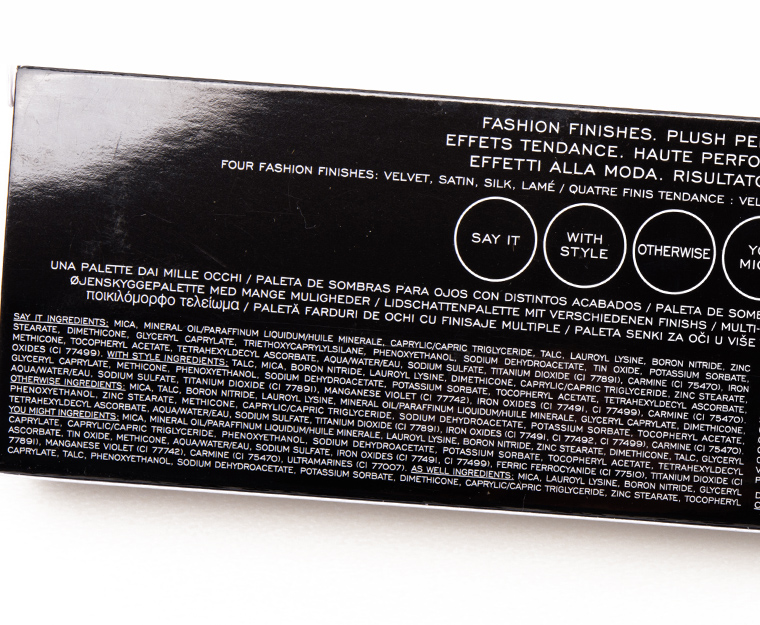 FASHION FINISHES. PLUSH
EFFETS TENDANCE. HAUTE
EFFETTI ALLA MODA.
FOUR FASHION FINISHES: VELVET, SATIN, SILK, LAMÉ / QUATRE FINIS TENDANCE :
SAY IT
WITH
STYLE
OTHERWISE
UNA PALETTE DAI MILLE OCCHI / PALETA DE SOMBRAS PARA OJOS CON DISTINTOS ACABADOS / PALETA DE
ØJENSKYGGEPALETTE MED MANGE MULIGHEDER / LIDSCHATTENPALETTE MIT VERSCHIEDENEN FINISHS / MULTI-
ποικιλόμορφο τελείωμα / PALETĂ FARDURI DE OCHI CU FINISAJE MULTIPLE / PALETA SENKI ZA OČI U VIŠE
SAY IT INGREDIENTS: MICA, MINERAL OIL/PARAFFINUM LIQUIDUM/HUILE MINERALE, CAPRYLIC/CAPRIC TRIGLYCERIDE, TALC, LAUROYL LYSINE, BORON NITRIDE, ZINC
STEARATE, DIMETHICONE, GLYCERYL CAPRYLATE, TRIETHOXYCAPRYLYLSILANE, PHENOXYETHANOL, SODIUM DEHYDROACETATE, TIN OXIDE, POTASSIUM SORBATE,
METHICONE, TOCOPHERYL ACETATE, TETRAHEXYLDECYL ASCORBATE, AQUA/WATER/EAU, SODIUM SULFATE, TITANIUM DIOXIDE (CI 77891), CARMINE (CI 75470), IRON
OXIDES (CI 77499). WITH STYLE INGREDIENTS: TALC, MICA, BORON NITRIDE, LAUROYL LYSINE, DIMETHICONE, CAPRYLIC/CAPRIC TRIGLYCERIDE, ZINC STEARATE,
GLYCERYL CAPRYLATE, METHICONE, PHENOXYETHANOL, SODIUM DEHYDROACETATE, POTASSIUM SORBATE, TOCOPHERYL ACETATE, TETRAHEXYLDECYL ASCORBATE,
AQUA/WATER/EAU, SODIUM SULFATE, TITANIUM DIOXIDE (CI 77891), MANGANESE VIOLET (CI 77742), IRON OXIDES (CI 77491, CI 77499), CARMINE (CI 75470).
OTHERWISE INGREDIENTS: MICA, TALC, BORON NITRIDE, LAUROYL LYSINE, MINERAL OIL/PARAFFINUM LIQUIDUM/HUILE MINERALE, GLYCERYL CAPRYLATE, DIMETHICONE,
PHENOXYETHANOL, ZINC STEARATE, METHICONE, CAPRYLIC/CAPRIC TRIGLYCERIDE, SODIUM DEHYDROACETATE, POTASSIUM SORBATE, TOCOPHERYL ACETATE,
TETRAHEXYLDECYL ASCORBATE, AQUA/WATER/EAU, SODIUM SULFATE, TITANIUM DIOXIDE (CI 77891), IRON OXIDES (CI 77491, CI 77492, CI 77499), CARMINE (CI 75470).
YOU MIGHT INGREDIENTS: MICA, MINERAL OIL/PARAFFINUM LIQUIDUM/HUILE MINERALE, LAUROYL LYSINE, BORON NITRIDE, ZINC STEARATE, DIMETHICONE, TALC, GLYCERYL
CAPRYLATE, CAPRYLIC/CAPRIC TRIGLYCERIDE, PHENOXYETHANOL, SODIUM DEHYDROACETATE, POTASSIUM SORBATE, TOCOPHERYL ACETATE, TETRAHEXYLDECYL
ASCORBATE, TIN OXIDE, METHICONE, AQUA/WATER/EAU, SODIUM SULFATE, IRON OXIDES (CI 77491, CI 77499), FERRIC FERROCYANIDE (CI 77510), TITANIUM DIOXIDE (CI
77891), MANGANESE VIOLET (CI 77742), CARMINE (CI 75470), ULTRAMARINES (CI 77007). AS WELL INGREDIENTS: MICA, LAUROYL LYSINE, BORON NITRIDE, GLYCERYL
CAPRYLATE, TALC, PHENOXYETHANOL, SODIUM DEHYDROACETATE, POTASSIUM SORBATE, DIMETHICONE, CAPRYLIC/CAPRIC TRIGLYCERIDE, ZINC STEARATE, TOCOPHERYL